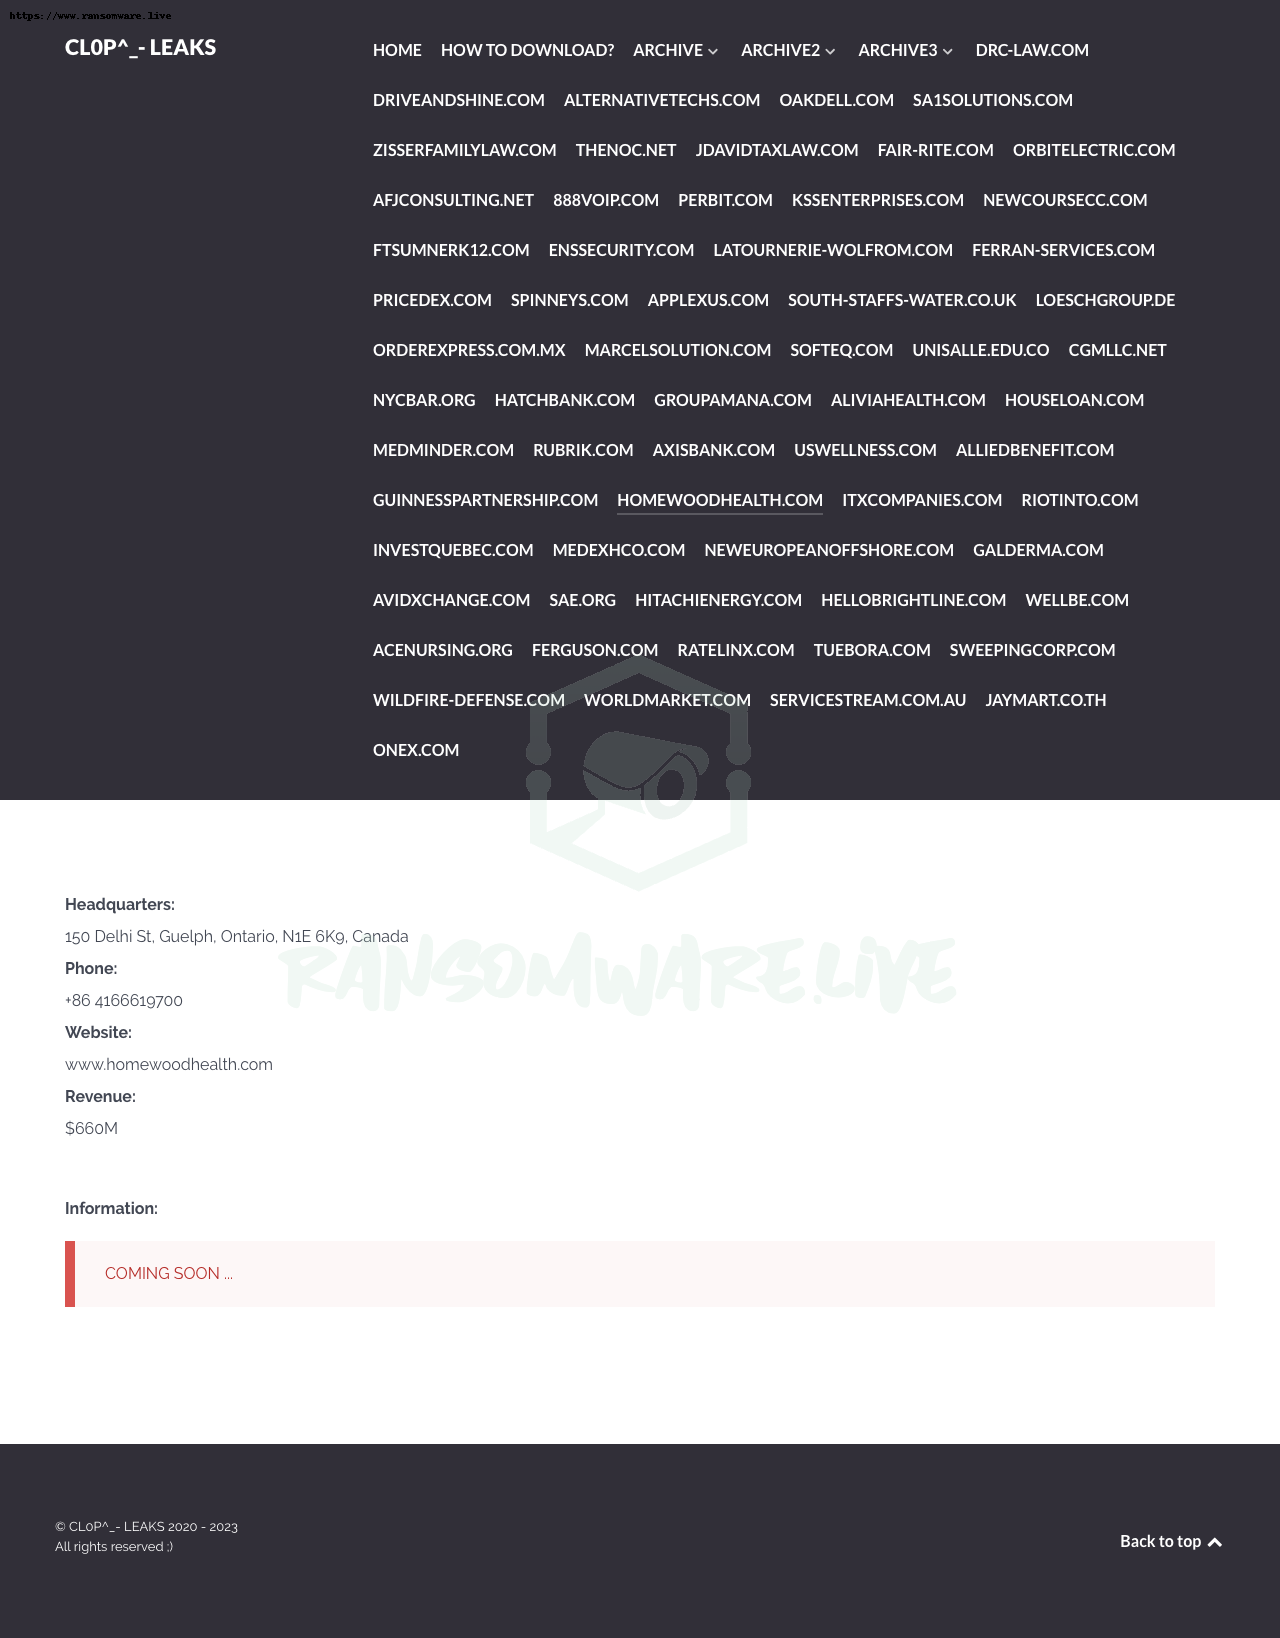 https://www.ransomware.live
CL0P^_- LEAKS
HOME HOW TO DOWNLOAD? ARCHIVE ARCHIVE2 ARCHIVE3 DRC-LAW.COM
DRIVEANDSHINE.COM ALTERNATIVETECHS.COM OAKDELL.COM SA1SOLUTIONS.COM
ZISSERFAMILYLAW.COM THENOC.NET JDAVIDTAXLAW.COM FAIR-RITE.COM ORBITELECTRIC.COM
AFJCONSULTING.NET 888VOIP.COM PERBIT.COM KSSENTERPRISES.COM NEWCOURSECC.COM
FTSUMNERK12.COM ENSSECURITY.COM LATOURNERIE-WOLFROM.COM FERRAN-SERVICES.COM
PRICEDEX.COM SPINNEYS.COM APPLEXUS.COM SOUTH-STAFFS-WATER.CO.UK LOESCHGROUP.DE
ORDEREXPRESS.COM.MX MARCELSOLUTION.COM SOFTEQ.COM UNISALLE.EDU.CO CGMLLC.NET
NYCBAR.ORG HATCHBANK.COM GROUPAMANA.COM ALIVIAHEALTH.COM HOUSELOAN.COM
MEDMINDER.COM RUBRIK.COM AXISBANK.COM USWELLNESS.COM ALLIEDBENEFIT.COM
GUINNESSPARTNERSHIP.COM HOMEWOODHEALTH.COM ITXCOMPANIES.COM RIOTINTO.COM
INVESTQUEBEC.COM MEDEXHCO.COM NEWEUROPEANOFFSHORE.COM GALDERMA.COM
AVIDXCHANGE.COM SAE.ORG HITACHIENERGY.COM HELLOBRIGHTLINE.COM WELLBE.COM
ACENURSING.ORG FERGUSON.COM RATELINX.COM TUEBORA.COM SWEEPINGCORP.COM
WILDFIRE-DEFENSE.COM WORLDMARKET.COM SERVICESTREAM.COM.AU JAYMART.CO.TH
ONEX.COM
Headquarters:
150 Delhi St, Guelph, Ontario, N1E 6K9, Canada
RANSOMWARE.LIVE
Phone:
+86 4166619700
Website:
www.homewoodhealth.com
Revenue:
$660M
Information:
COMING SOON ...
© CL0P^_- LEAKS 2020 - 2023
All rights reserved ;)
Back to top